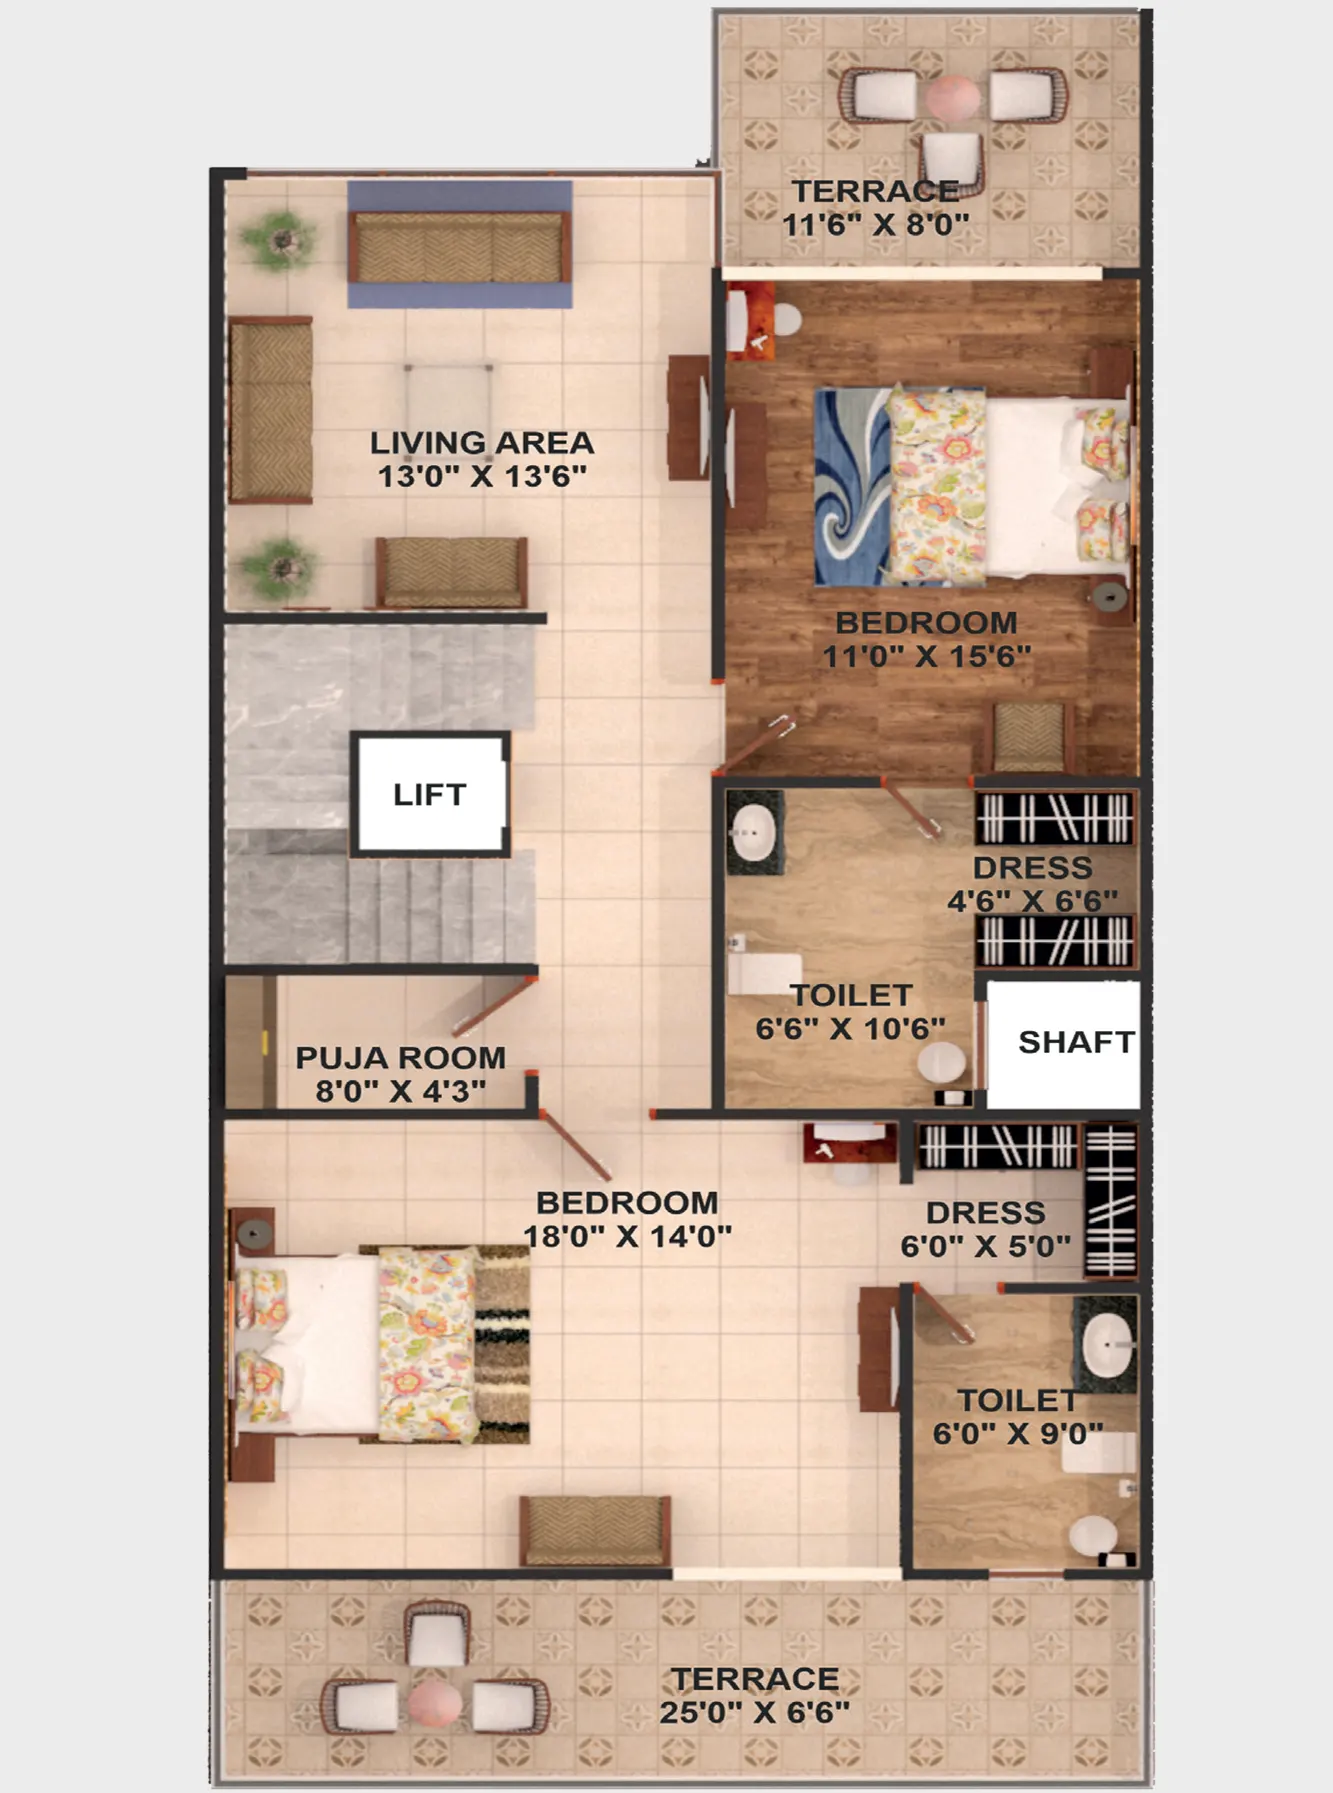 TERRACE
11'6" X 8'0"
LIVING AREA
13'0" X 13'6"
BEDROOM
11'0" X 15'6"
LIFT
DRESS
4'6" X 6'6"
TOILET
6'6" X 10'6"
SHAFT
PUJA ROOM
8'0" X 4'3"
BEDROOM
18'0" X 14'0"
DRESS
6'0" X 5'0"
TOILET
6'0" X 9'0"
TERRACE
25'0" X 6'6"